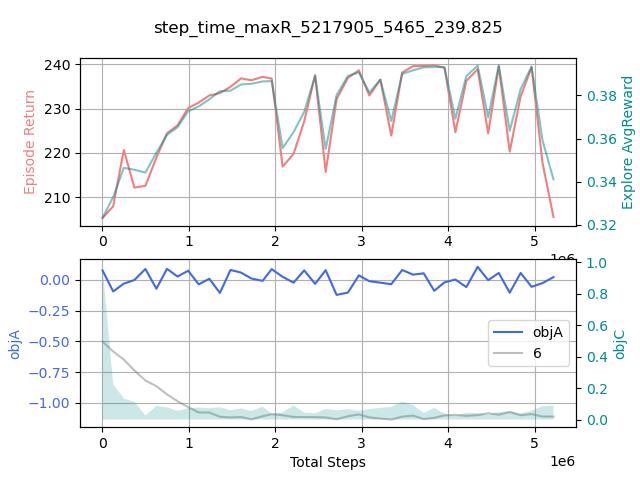 step_time_maxR_5217905_5465_239.825
240
230
220
210
Episode Return
0.38
0.36
0.34
0.32
Explore AvgReward
0 1 2 3 4 5
1e6
0.00
−0.25
−0.50
−0.75
−1.00
objA
1.0
0.8
0.6
0.4
0.2
0.0
objC
objA
6
0 1 2 3 4 5
Total Steps
1e6